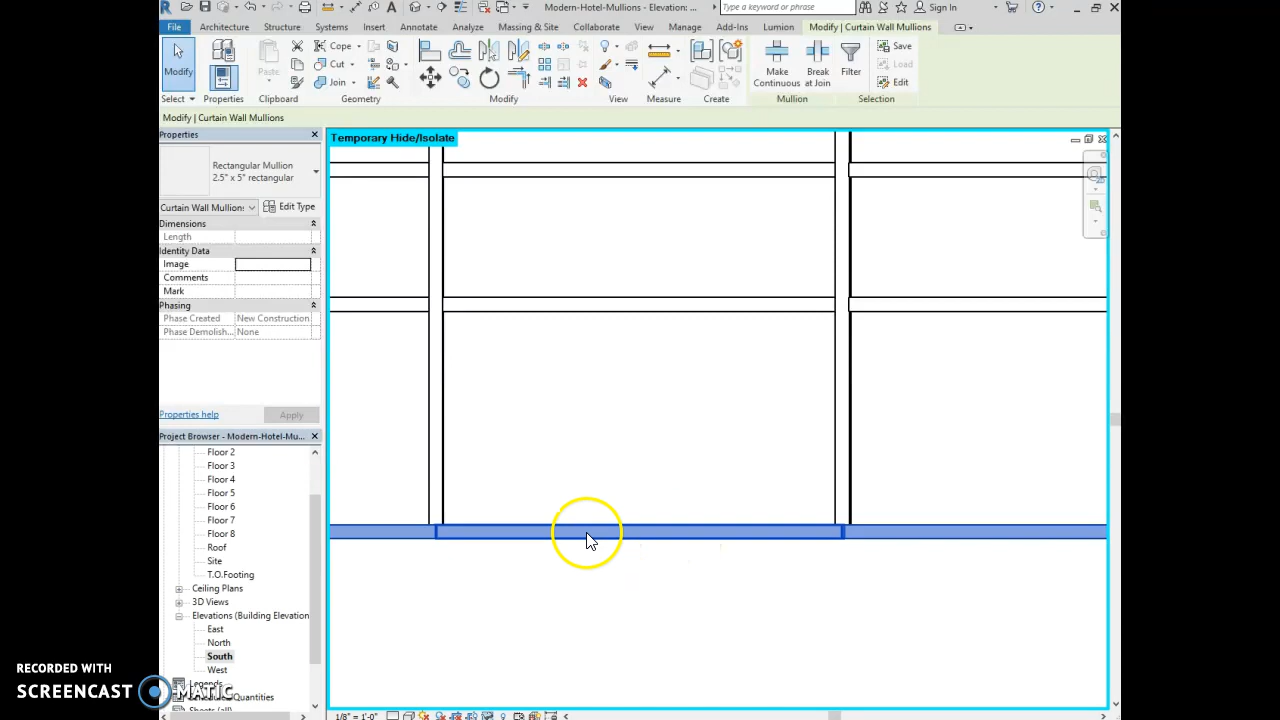 Modern-Hotel-Mullions - Elevation: ...
Type a keyword or phrase
Sign In
File
Architecture
Structure
Systems
Insert
Annotate
Analyze
Massing & Site
Collaborate
View
Manage
Add-Ins
Lumion
Modify | Curtain Wall Mullions
Modify
Select
Properties
Paste
Clipboard
Cope
Cut
Join
Geometry
Modify
View
Measure
Create
Make
Continuous
Break
at Join
Mullion
Filter
Save
Load
Edit
Selection
Modify | Curtain Wall Mullions
Properties
Rectangular Mullion
2.5" x 5" rectangular
Curtain Wall Mullions
Edit Type
Dimensions
Length
Identity Data
Image
Comments
Mark
Phasing
Phase Created
New Construction
Phase Demolish...
None
Properties help
Apply
Project Browser - Modern-Hotel-Mu...
Floor 2
Floor 3
Floor 4
Floor 5
Floor 6
Floor 7
Floor 8
Roof
Site
T.O.Footing
Ceiling Plans
3D Views
Elevations (Building Elevation
East
North
South
West
Legends
Schedules/Quantities
Sheets (all)
Temporary Hide/Isolate
2D
1/8" = 1'-0"
RECORDED WITH
SCREENCAST MATIC